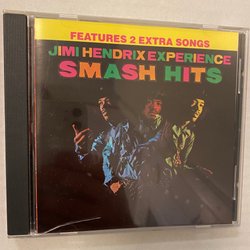 FEATURES 2 EXTRA SONGS
JIMI HENDRIX EXPERIENCE
SMASH HITS